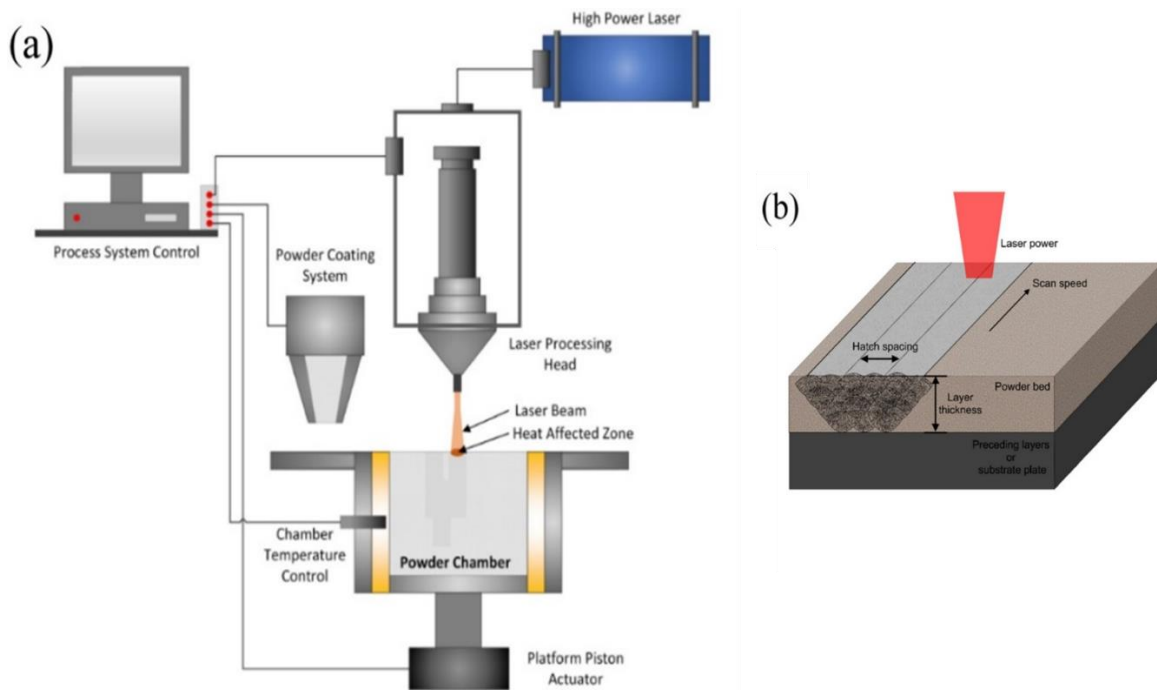 (a)
High Power Laser
Process System Control
Powder Coating
System
Laser Processing
Head
Laser Beam
Heat Affected Zone
Chamber
Temperature
Control
Powder Chamber
Platform Piston
Actuator
(b)
Laser power
Scan speed
Hatch spacing
Powder bed
Layer
thickness
Preceding layers
or
substrate plate